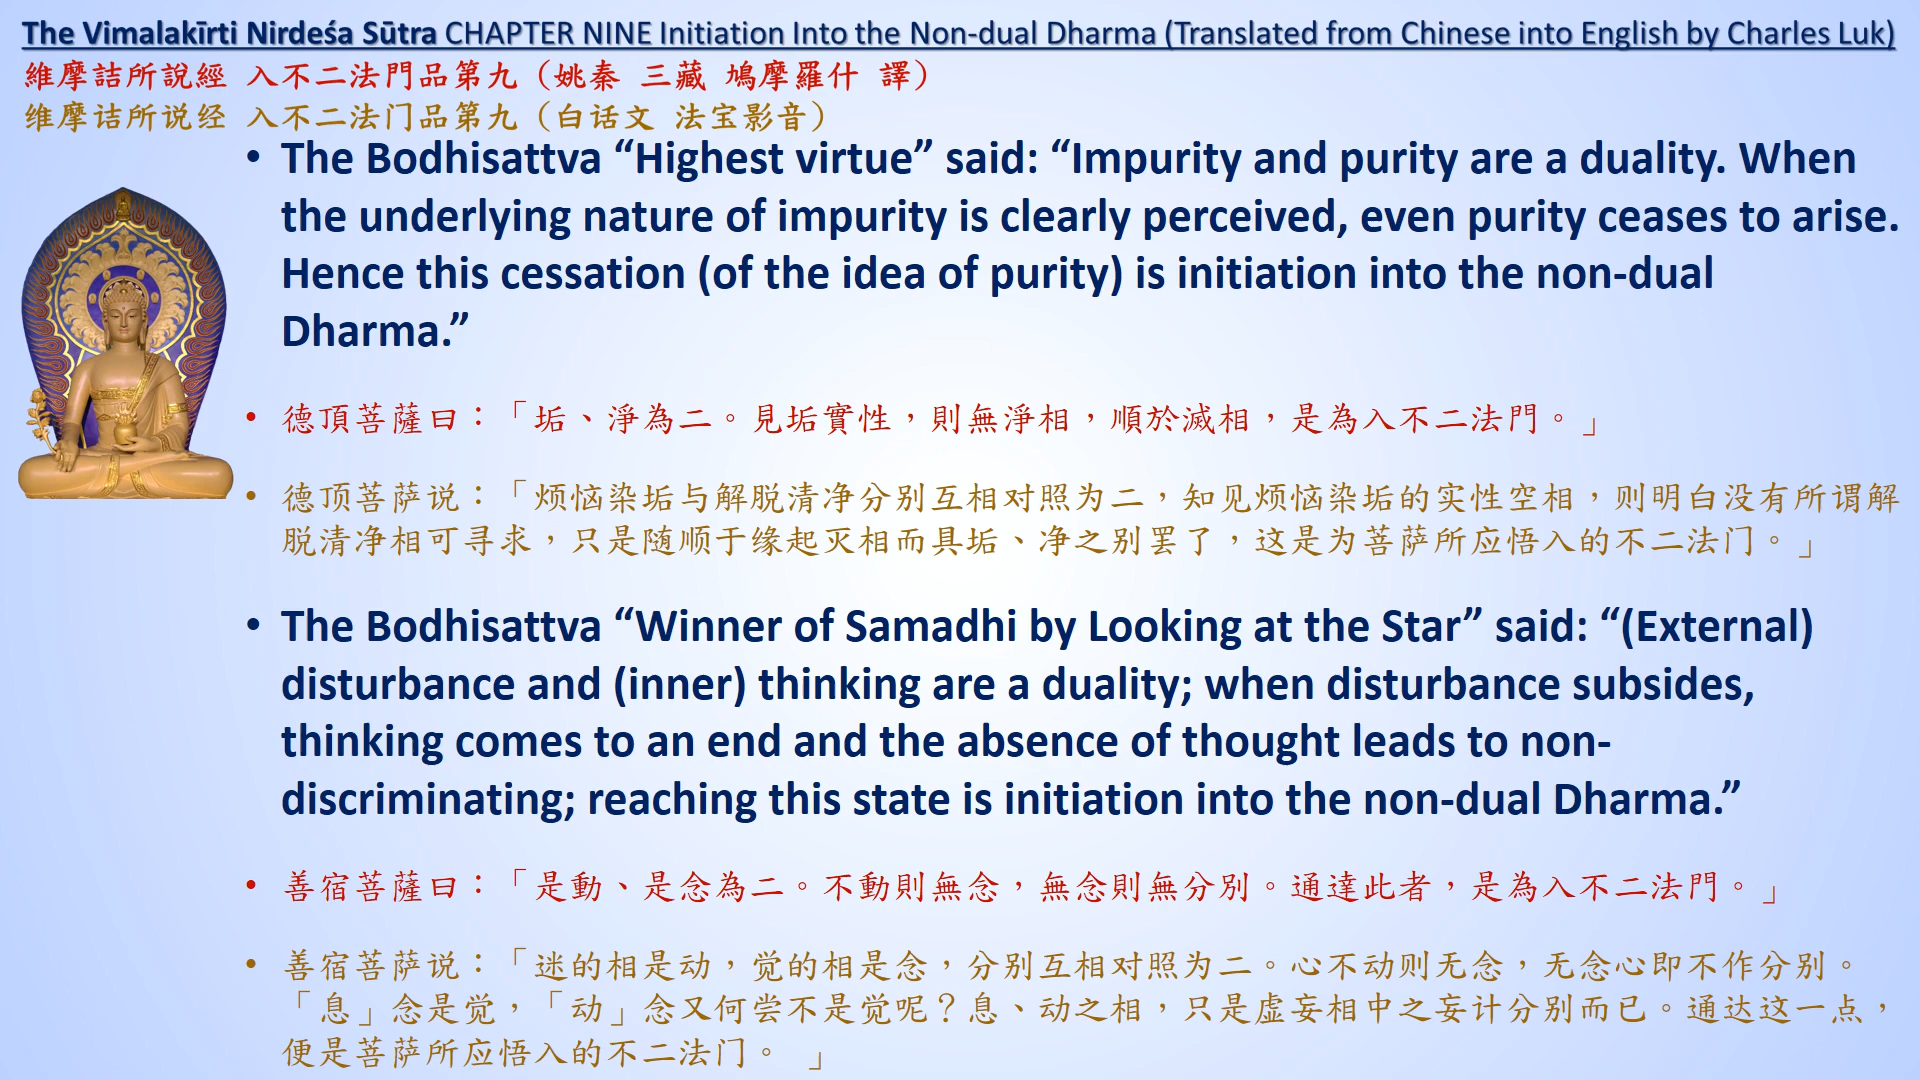 The Vimalakīrti Nirdeśa Sūtra CHAPTER NINE Initiation Into the Non-dual Dharma (Translated from Chinese into English by Charles Luk)
維摩詰所說經 入不二法門品第九（姚秦 三藏 鳩摩羅什 譯）
维摩诘所说经 入不二法门品第九（白话文 法宝影音）
• The Bodhisattva “Highest virtue” said: “Impurity and purity are a duality. When
the underlying nature of impurity is clearly perceived, even purity ceases to arise.
Hence this cessation (of the idea of purity) is initiation into the non-dual
Dharma.”
• 德頂菩薩曰：「垢、淨為二。見垢實性，則無淨相，順於滅相，是為入不二法門。」
• 德顶菩萨说：「烦恼染垢与解脱清净分别互相对照为二，知见烦恼染垢的实性空相，则明白没有所谓解
脱清净相可寻求，只是随顺于缘起灭相而具垢、净之别罢了，这是为菩萨所应悟入的不二法门。」
• The Bodhisattva “Winner of Samadhi by Looking at the Star” said: “(External)
disturbance and (inner) thinking are a duality; when disturbance subsides,
thinking comes to an end and the absence of thought leads to non-
discriminating; reaching this state is initiation into the non-dual Dharma.”
• 善宿菩薩曰：「是動、是念為二。不動則無念，無念則無分別。通達此者，是為入不二法門。」
• 善宿菩萨说：「迷的相是动，觉的相是念，分别互相对照为二。心不动则无念，无念心即不作分别。
「息」念是觉，「动」念又何尝不是觉呢？息、动之相，只是虚妄相中之妄计分别而已。通达这一点，
便是菩萨所应悟入的不二法门。 」